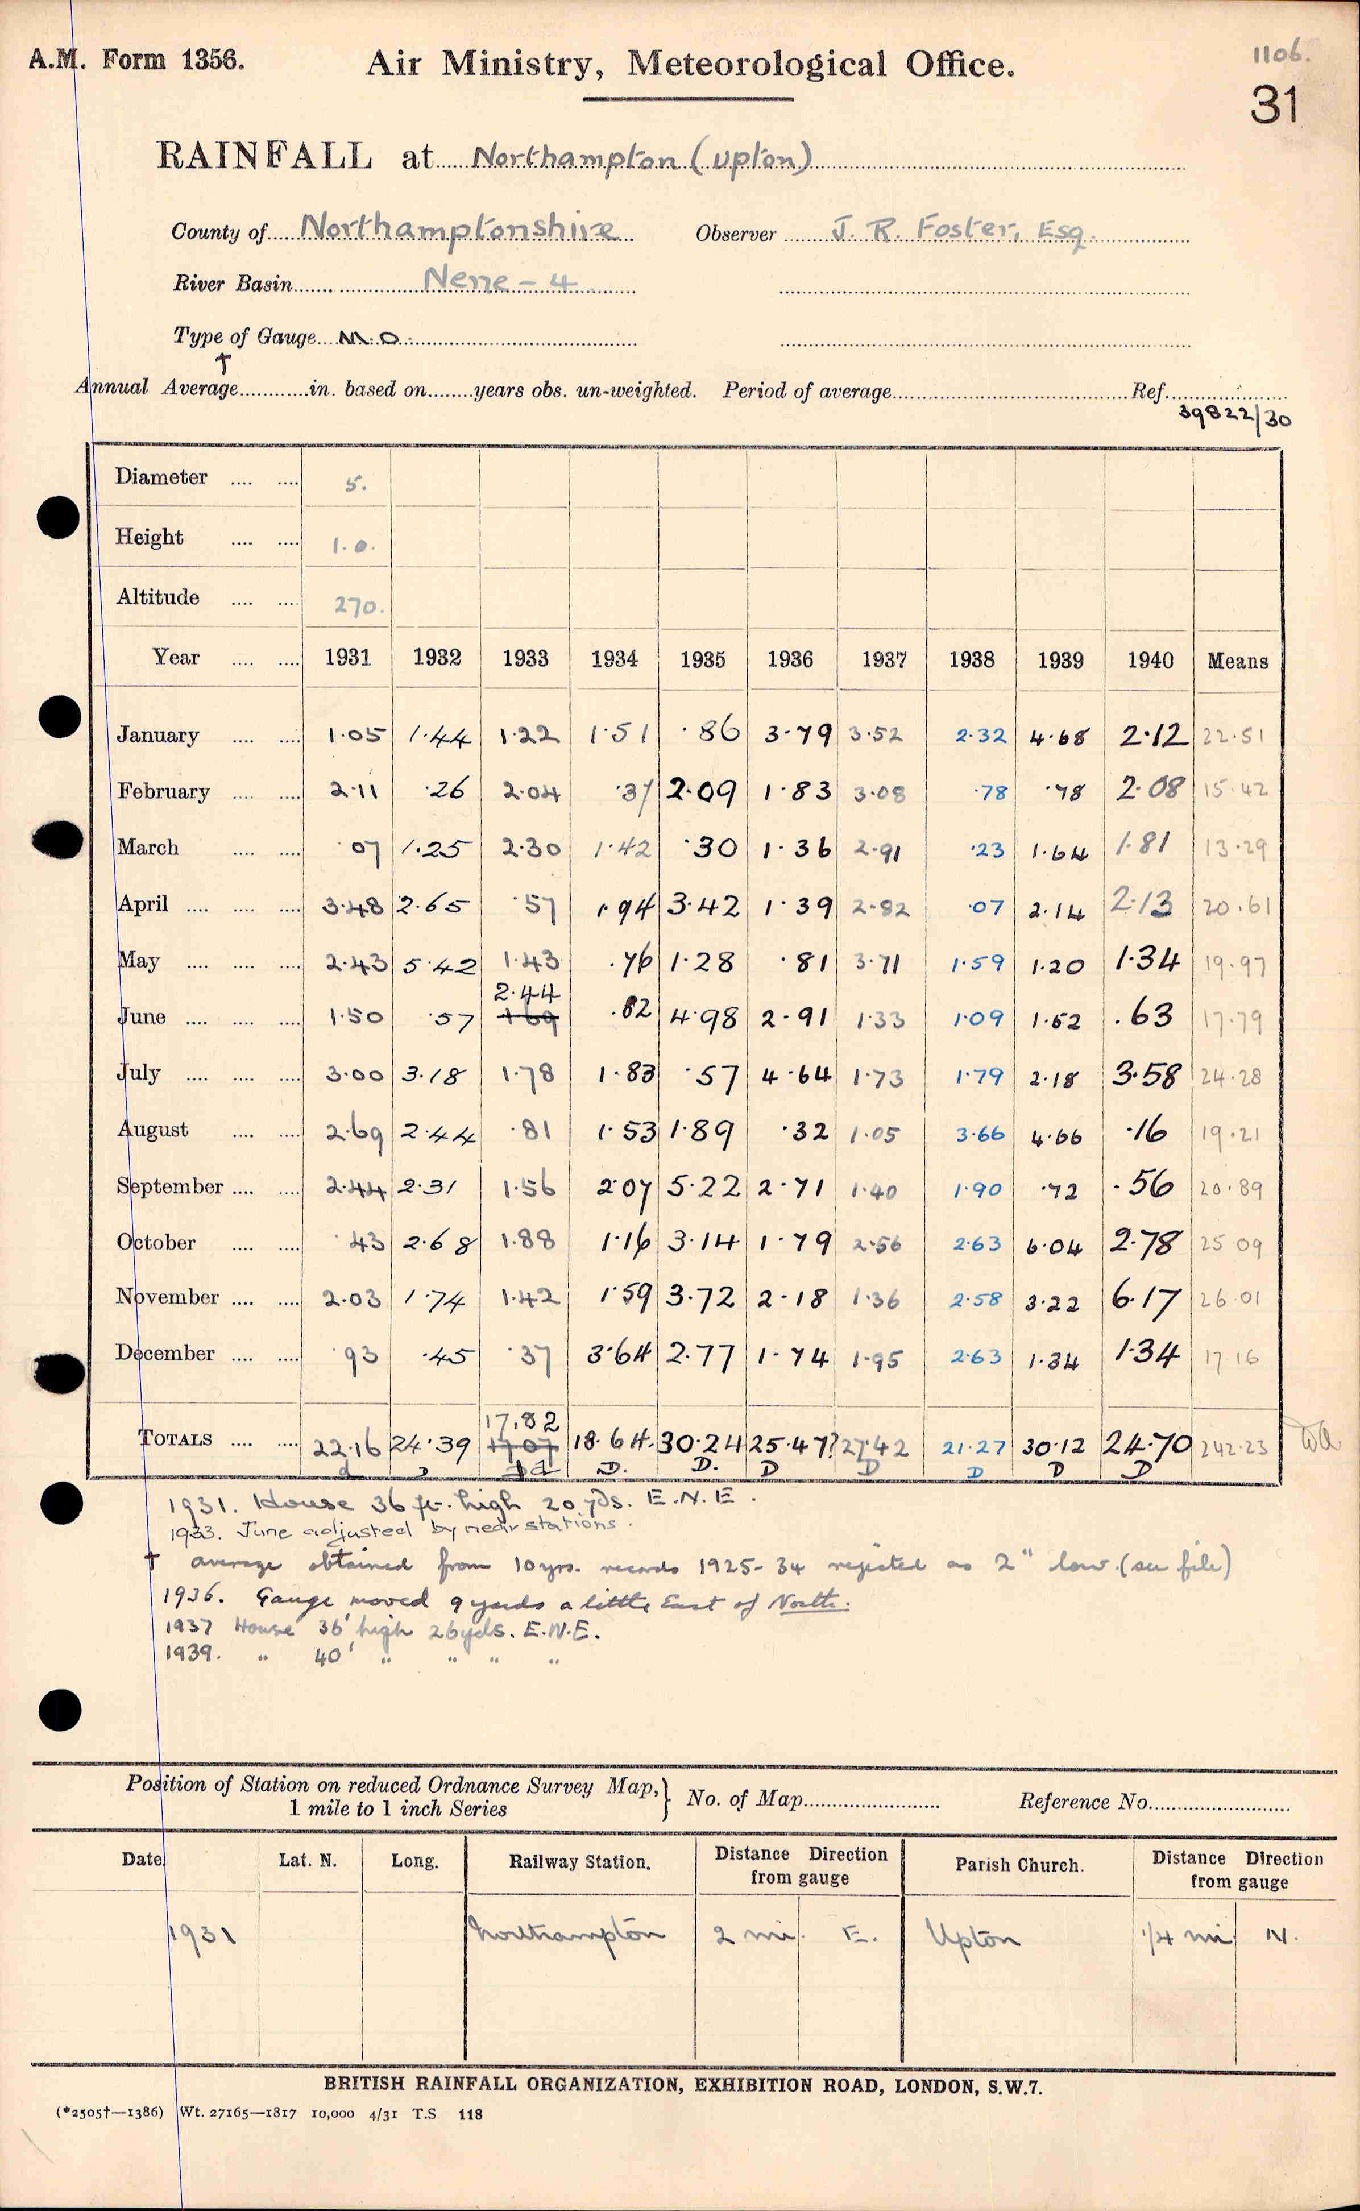 A.M. Form 1356. Air Ministry, Meteorological Office. 1106.
31
RAINFALL at Northampton (Upton)
County of Northamptonshire Observer J. R. Foster, Esq.
River Basin Nene - 4
Type of Gauge M.O.
†
Annual Average in. based on years obs. un-weighted. Period of average Ref.
39822/30
Diameter .... .... 5.
Height .... .... 1.0.
Altitude .... .... 270.
Year .... .... 1931 1932 1933 1934 1935 1936 1937 1938 1939 1940 Means
January .... .... 1.05 1.44 1.22 1.51 .86 3.79 3.52 2.32 4.68 2.12 22.51
February .... .... 2.11 .26 2.04 .37 2.09 1.83 3.08 .78 .78 2.08 15.42
March .... .... .07 1.25 2.30 1.42 .30 1.36 2.91 .23 1.64 1.81 13.29
April .... .... .... 3.48 2.65 .57 1.94 3.42 1.39 2.82 .07 2.14 2.13 20.61
May .... .... .... 2.43 5.42 1.43 .76 1.28 .81 3.71 1.59 1.20 1.34 19.97
2.44
June .... .... .... 1.50 .57 1.69 .82 4.98 2.91 1.33 1.09 1.52 .63 17.79
July .... .... .... 3.00 3.18 1.78 1.83 .57 4.64 1.73 1.79 2.18 3.58 24.28
August .... .... 2.69 2.44 .81 1.53 1.89 .32 1.05 3.66 4.66 .16 19.21
September .... .... 2.44 2.31 1.56 2.07 5.22 2.71 1.40 1.90 .72 .56 20.89
October .... .... .43 2.68 1.88 1.16 3.14 1.79 2.56 2.63 6.04 2.78 25 09
November .... .... 2.03 1.74 1.42 1.59 3.72 2.18 1.36 2.58 3.22 6.17 26.01
December .... .... .93 .45 .37 3.64 2.77 1.74 1.95 2.63 1.34 1.34 17 16
17.82
TOTALS .... .... 22.16 24.39 17.07 18.64 30.24 25.47? 27.42 21.27 30.12 24.70 242.23
d D D. D. D D D D D
1931. House 36 ft. high 20 yds. E.N.E.
1933. June adjusted by near stations.
† average obtained from 10 yrs. records 1925-34 rejected as 2" low. (see file)
1936. Gauge moved 9 yards a little East of North.
1937 House 36' high 26 yds. E.N.E.
1939. " 40' " " " "
Position of Station on reduced Ordnance Survey Map, } No. of Map Reference No.
1 mile to 1 inch Series
Date Lat. N. Long. Railway Station. Distance Direction from gauge Parish Church. Distance Direction from gauge
1931 Northampton 2 mi. E. Upton 1/4 mi N.
BRITISH RAINFALL ORGANIZATION, EXHIBITION ROAD, LONDON, S.W.7.
(*2505†—1386) Wt. 27165—1817 10,000 4/31 T.S 118